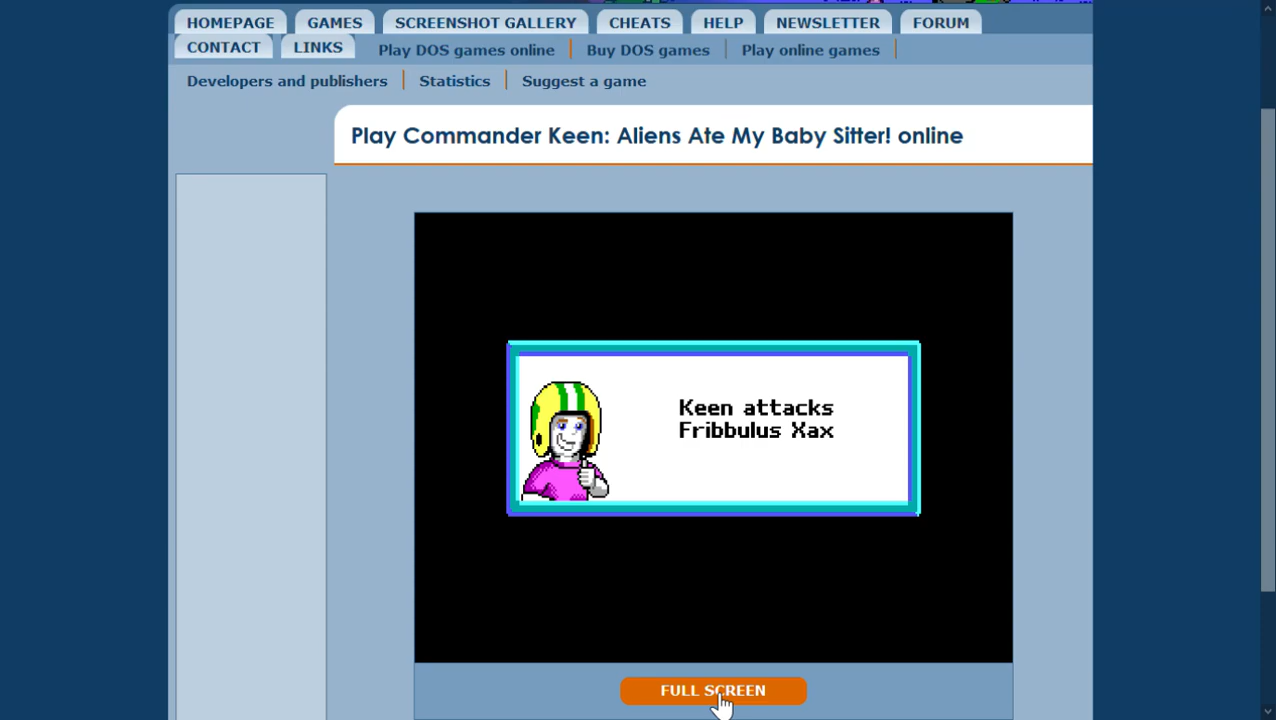 HOMEPAGE GAMES SCREENSHOT GALLERY CHEATS HELP NEWSLETTER FORUM
CONTACT LINKS Play DOS games online Buy DOS games Play online games
Developers and publishers Statistics Suggest a game
Play Commander Keen: Aliens Ate My Baby Sitter! online
Keen attacks
Fribbulus Xax
FULL SCREEN